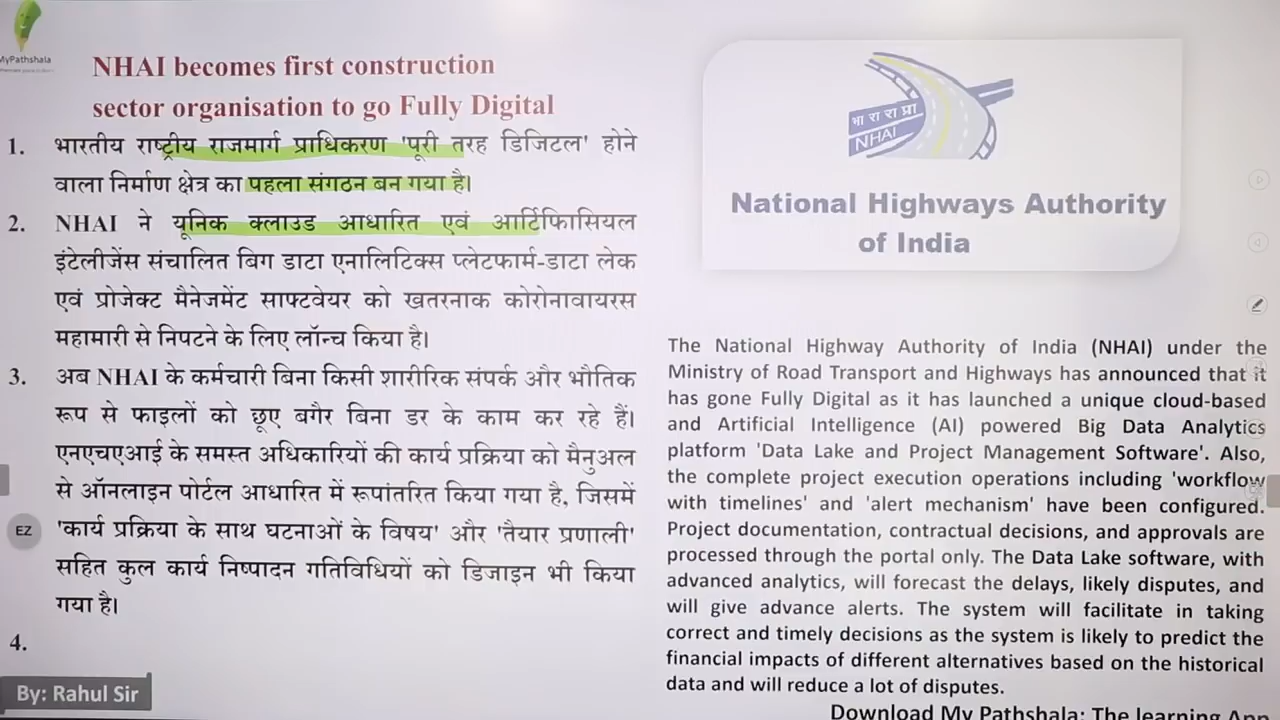 MyPathshala
NHAI becomes first construction
sector organisation to go Fully Digital
1. भारतीय राष्ट्रीय राजमार्ग प्राधिकरण 'पूरी तरह डिजिटल' होने
वाला निर्माण क्षेत्र का पहला संगठन बन गया है।
2. NHAI ने यूनिक क्लाउड आधारित एवं आर्टिफिासियल
इंटेलीजेंस संचालित बिग डाटा एनालिटिक्स प्लेटफार्म-डाटा लेक
एवं प्रोजेक्ट मैनेजमेंट साफ्टवेयर को खतरनाक कोरोनावायरस
महामारी से निपटने के लिए लॉन्च किया है।
3. अब NHAI के कर्मचारी बिना किसी शारीरिक संपर्क और भौतिक
रूप से फाइलों को छूए बगैर बिना डर के काम कर रहे हैं।
एनएचएआई के समस्त अधिकारियों की कार्य प्रक्रिया को मैनुअल
से ऑनलाइन पोर्टल आधारित में रूपांतरित किया गया है, जिसमें
'कार्य प्रक्रिया के साथ घटनाओं के विषय' और 'तैयार प्रणाली'
सहित कुल कार्य निष्पादन गतिविधियों को डिजाइन भी किया
गया है।
4.
EZ
By: Rahul Sir
भा रा रा प्रा
NHAI
National Highways Authority
of India
The National Highway Authority of India (NHAI) under the
Ministry of Road Transport and Highways has announced that it
has gone Fully Digital as it has launched a unique cloud-based
and Artificial Intelligence (AI) powered Big Data Analytics
platform 'Data Lake and Project Management Software'. Also,
the complete project execution operations including 'workflow
with timelines' and 'alert mechanism' have been configured.
Project documentation, contractual decisions, and approvals are
processed through the portal only. The Data Lake software, with
advanced analytics, will forecast the delays, likely disputes, and
will give advance alerts. The system will facilitate in taking
correct and timely decisions as the system is likely to predict the
financial impacts of different alternatives based on the historical
data and will reduce a lot of disputes.
Download My Pathshala: The learning App